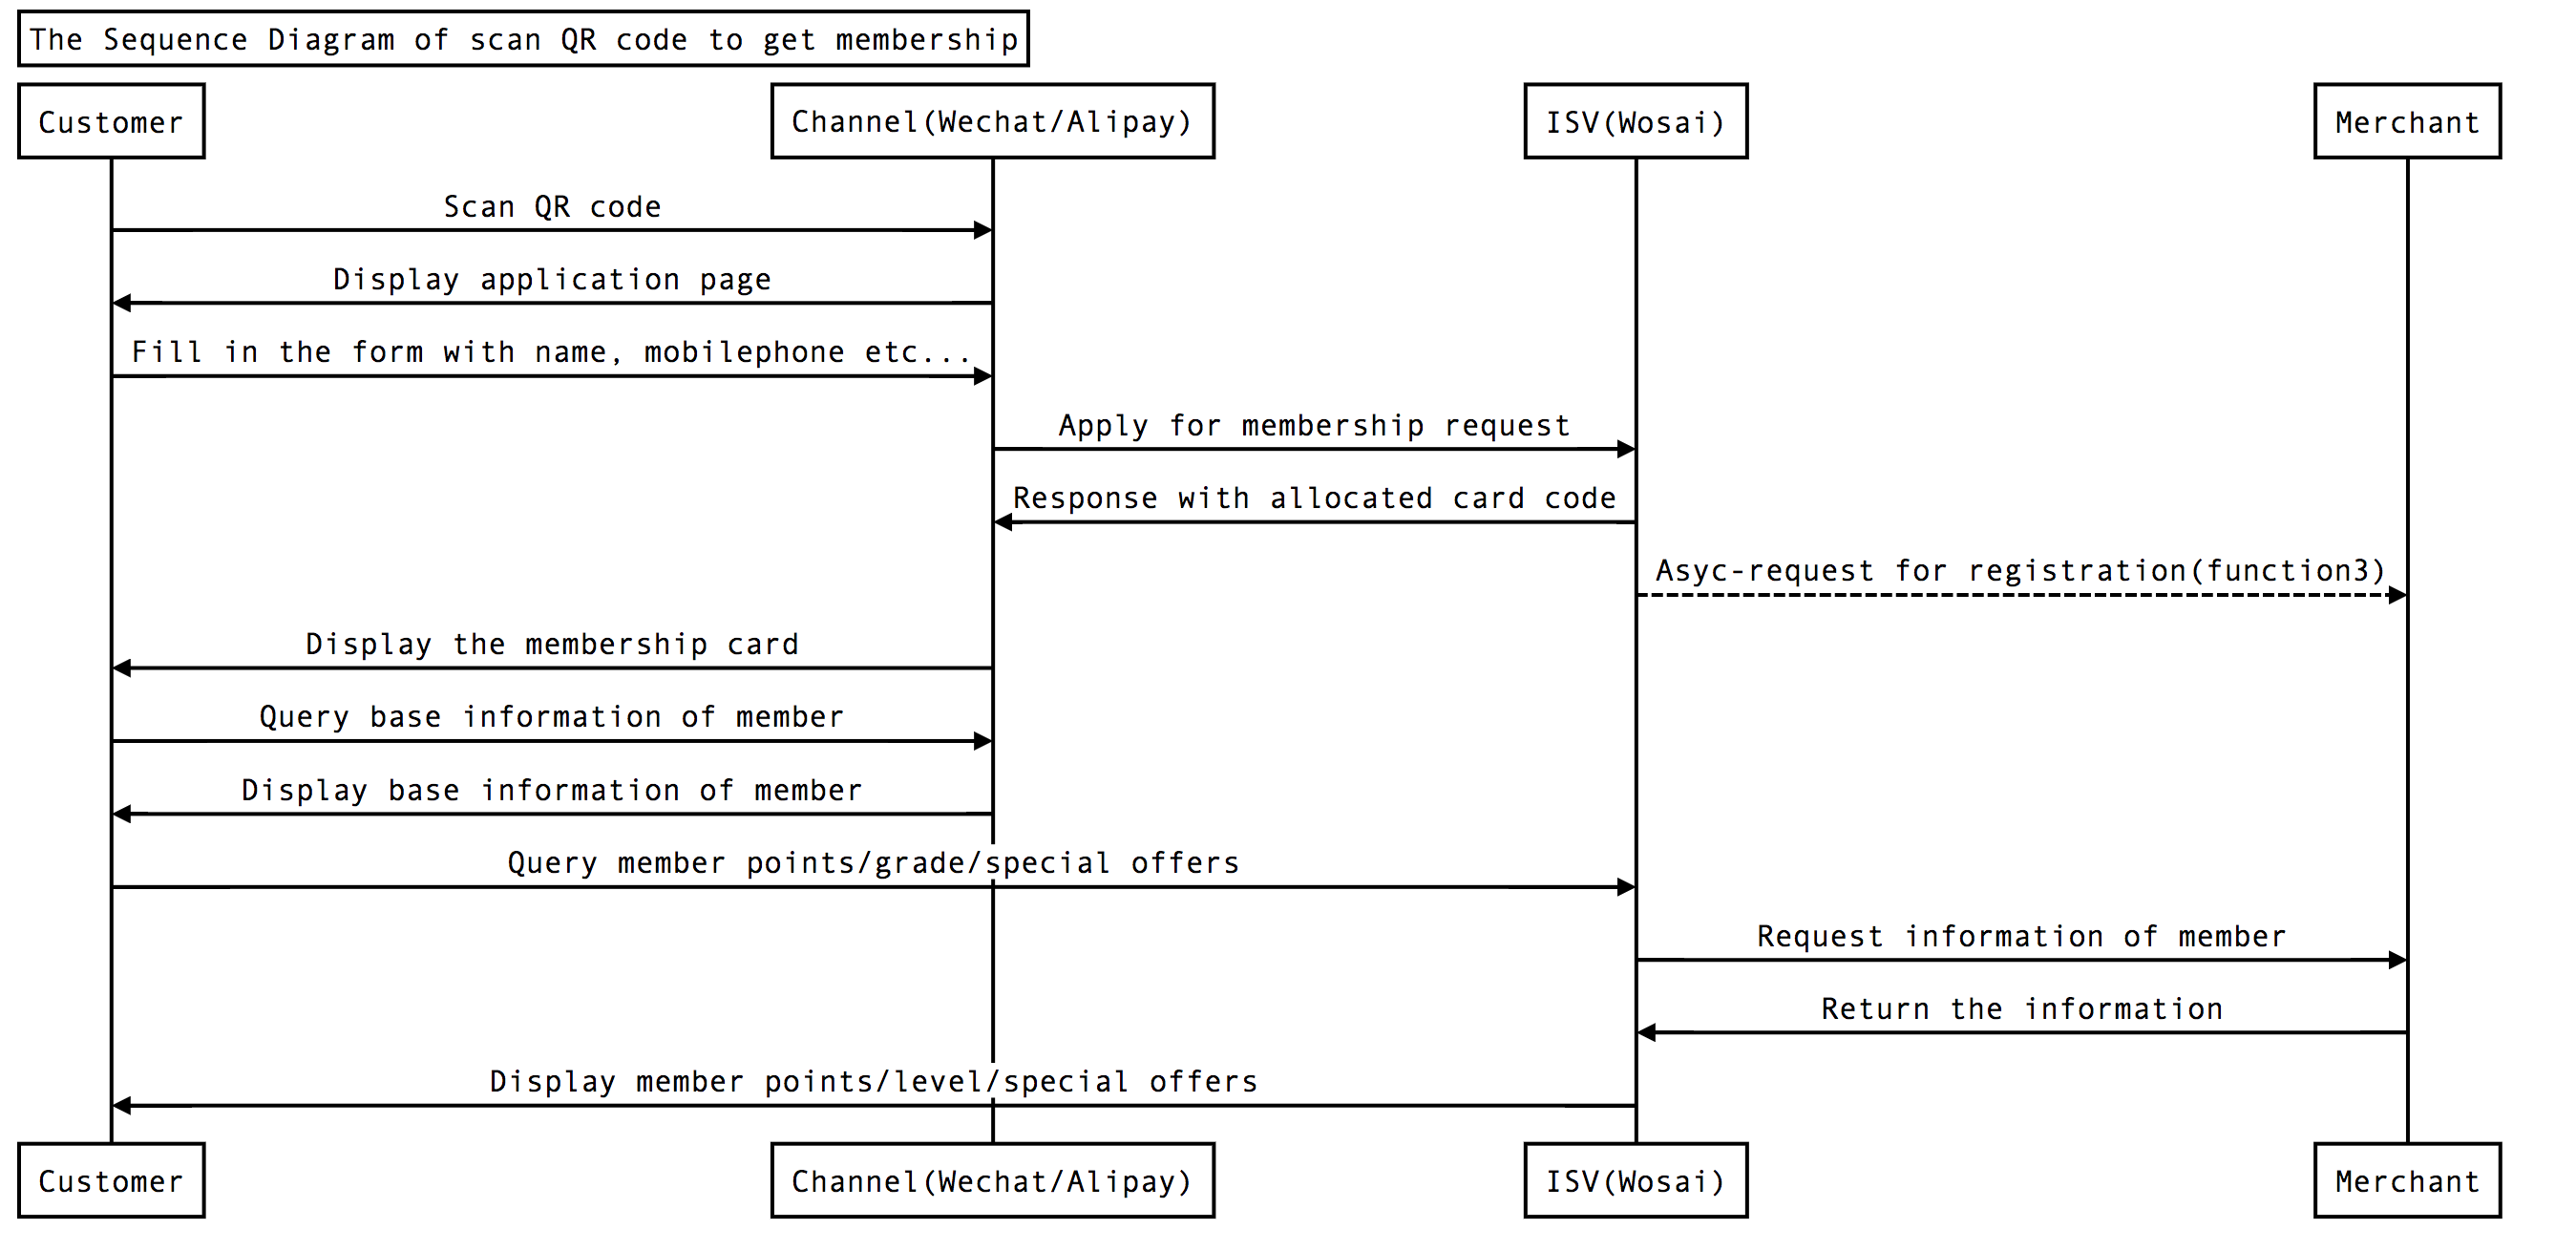 The Sequence Diagram of scan QR code to get membership
Customer
Channel(Wechat/Alipay)
ISV(Wosai)
Merchant
Scan QR code
Display application page
Fill in the form with name, mobilephone etc...
Apply for membership request
Response with allocated card code
Asyc-request for registration(function3)
Display the membership card
Query base information of member
Display base information of member
Query member points/grade/special offers
Request information of member
Return the information
Display member points/level/special offers
Customer
Channel(Wechat/Alipay)
ISV(Wosai)
Merchant